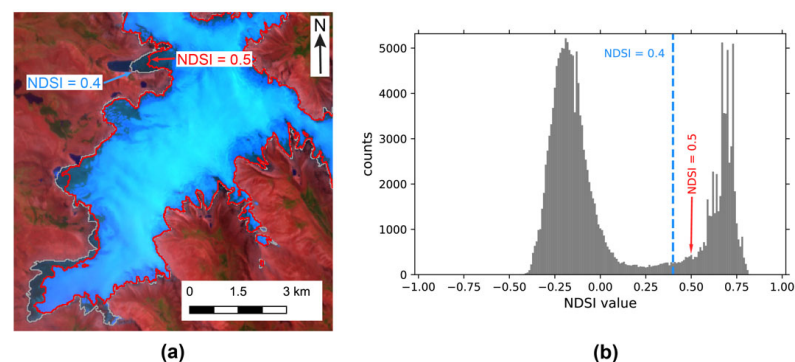 N
NDSI = 0.5
NDSI = 0.4
0 1.5 3 km
(a)
5000
4000
3000
2000
1000
0
counts
NDSI = 0.4
NDSI = 0.5
−1.00 −0.75 −0.50 −0.25 0.00 0.25 0.50 0.75 1.00
NDSI value
(b)